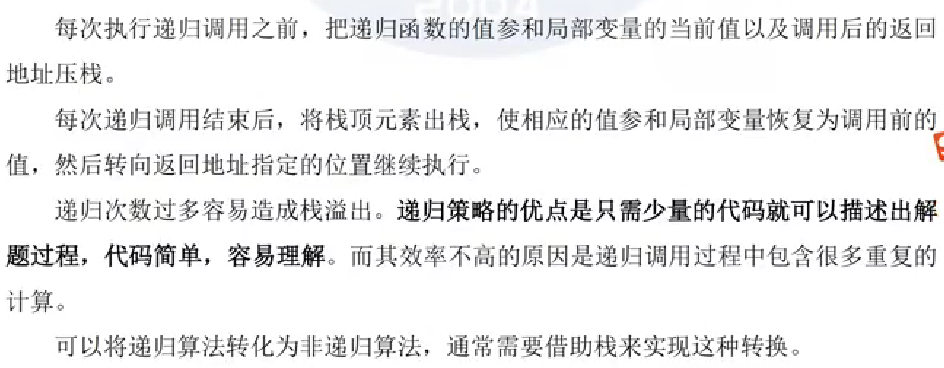 每次执行递归调用之前，把递归函数的值参和局部变量的当前值以及调用后的返回
地址压栈。
每次递归调用结束后，将栈顶元素出栈，使相应的值参和局部变量恢复为调用前的
值，然后转向返回地址指定的位置继续执行。
递归次数过多容易造成栈溢出。递归策略的优点是只需少量的代码就可以描述出解
题过程，代码简单，容易理解。而其效率不高的原因是递归调用过程中包含很多重复的
计算。
可以将递归算法转化为非递归算法，通常需要借助栈来实现这种转换。